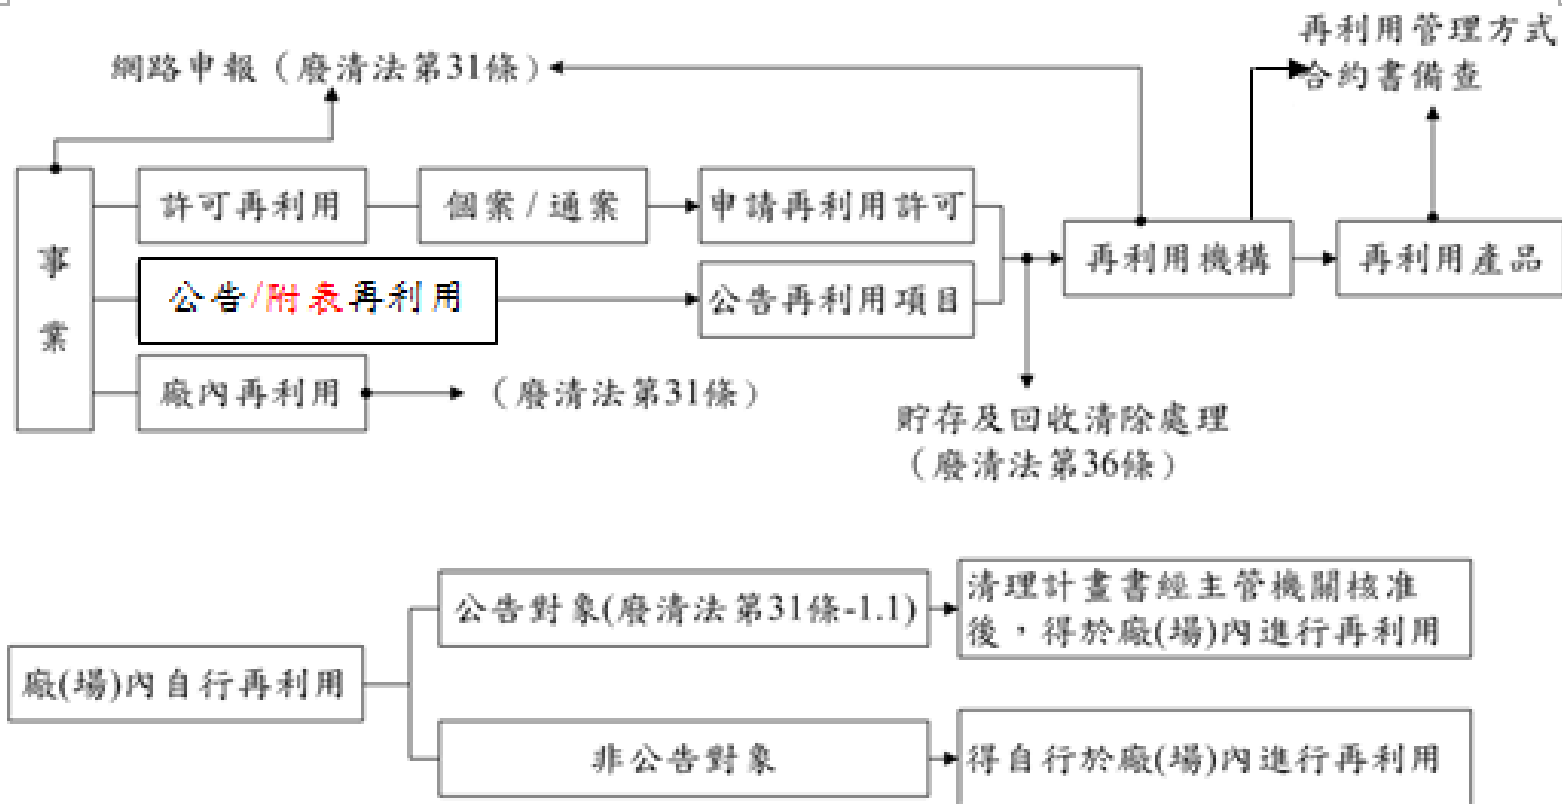 再利用管理方式
合約書備查
網路申報（廢清法第31條）
事業
許可再利用
個案/通案
申請再利用許可
公告/附表再利用
公告再利用項目
再利用機構
再利用產品
廠內再利用
（廢清法第31條）
貯存及回收清除處理
（廢清法第36條）
廠(場)內自行再利用
公告對象(廢清法第31條-1.1)
清理計畫書經主管機關核准
後，得於廠(場)內進行再利用
非公告對象
得自行於廠(場)內進行再利用